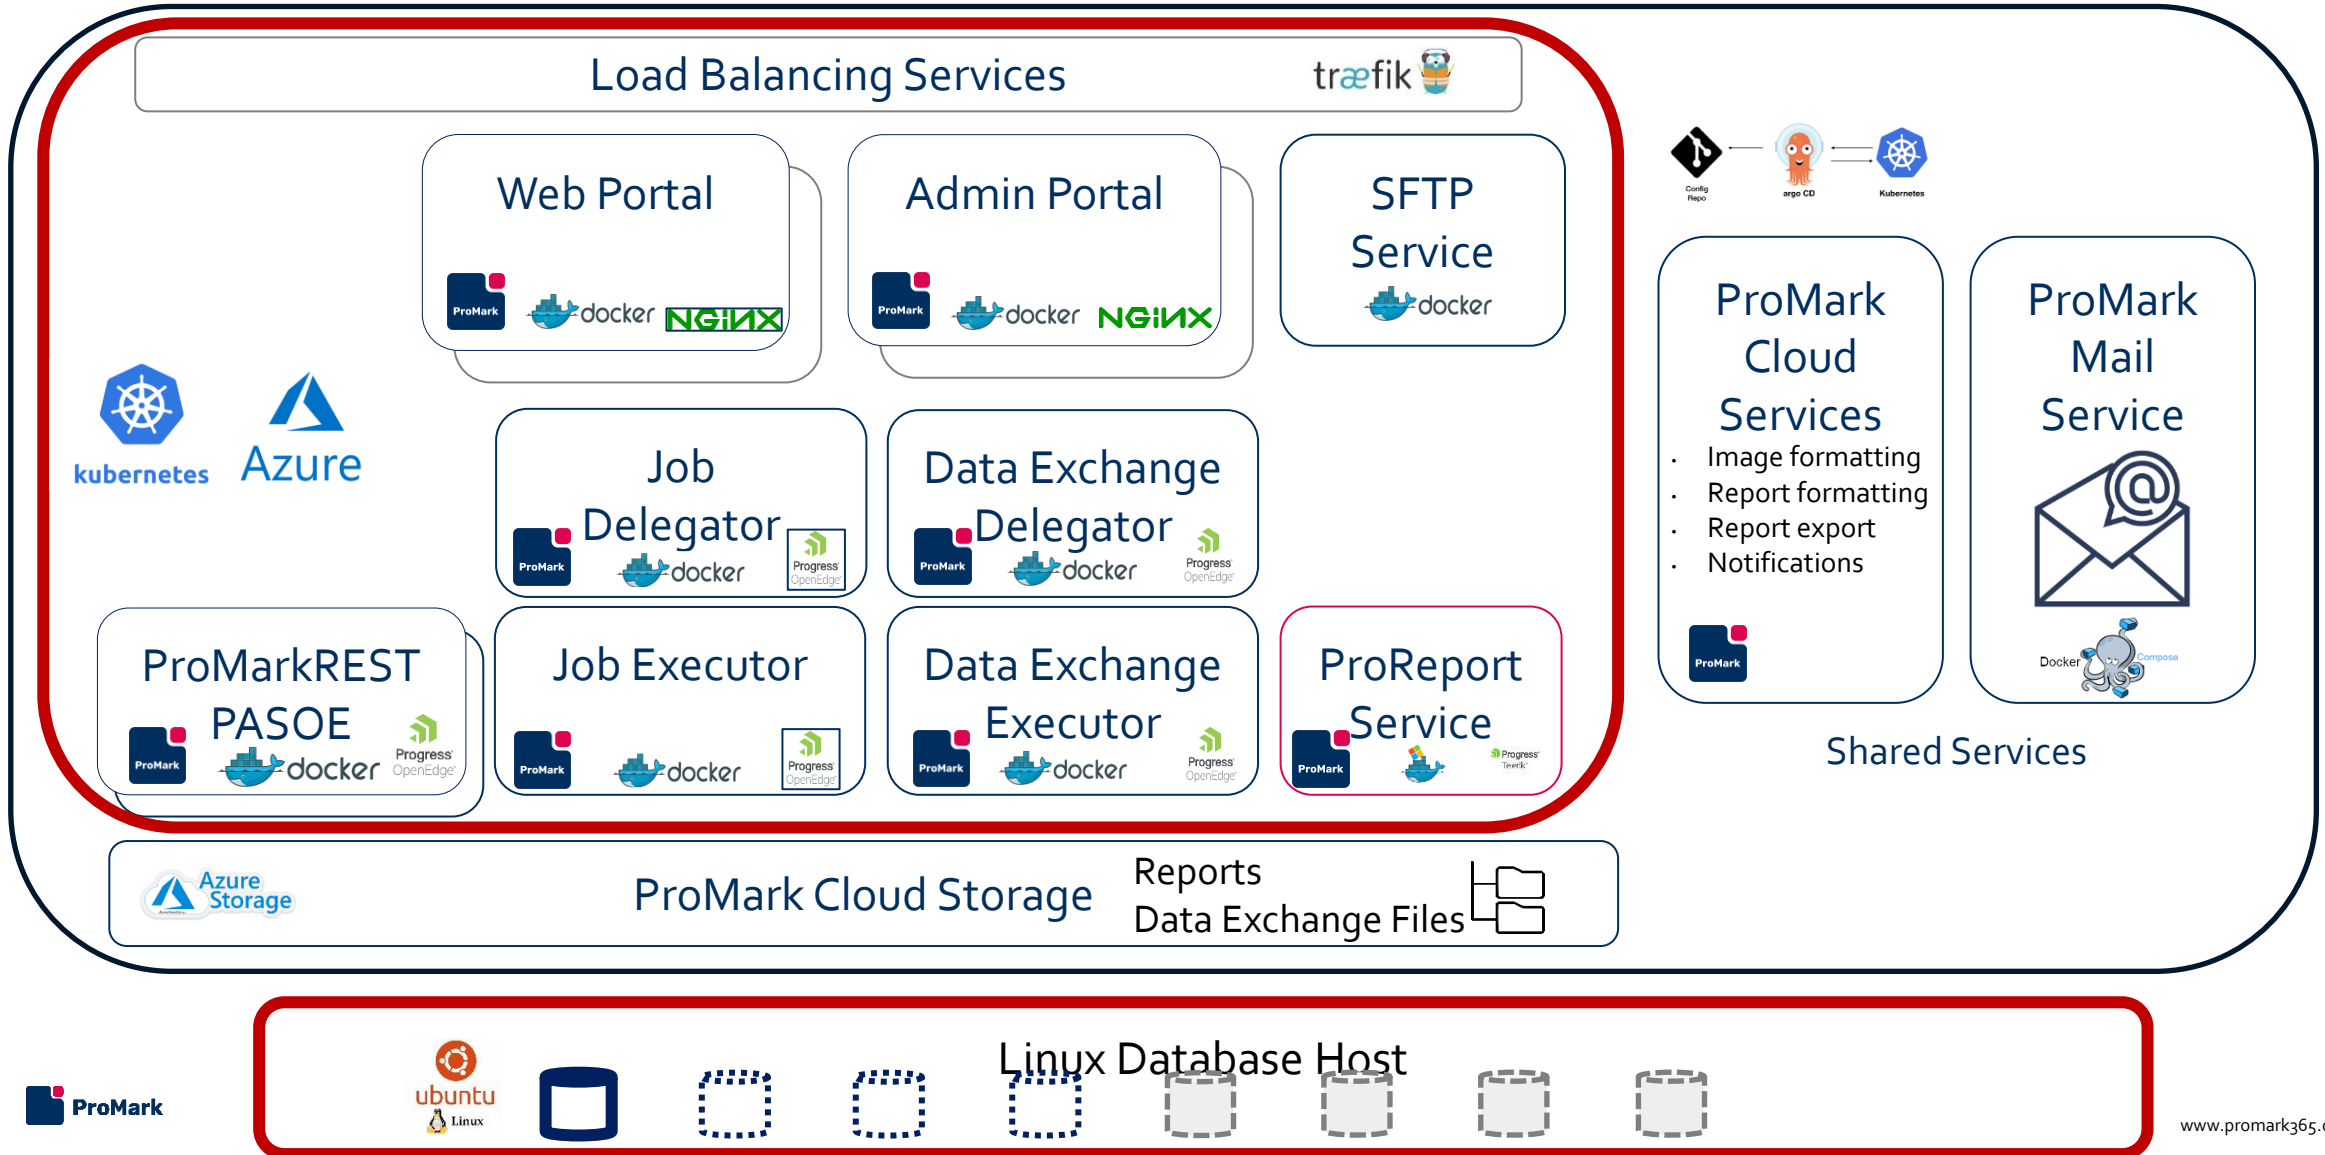 Load Balancing Services
træfik
Web Portal
ProMark
docker
NGiNX
Admin Portal
ProMark
docker
NGiNX
SFTP
Service
docker
Config
Repo
argo CD
Kubernetes
kubernetes
Azure
Job
Delegator
ProMark
docker
Progress
OpenEdge
Data Exchange
Delegator
ProMark
docker
Progress
OpenEdge
ProMarkREST
PASOE
ProMark
docker
Progress
OpenEdge
Job Executor
ProMark
docker
Progress
OpenEdge
Data Exchange
Executor
ProMark
docker
Progress
OpenEdge
ProReport
Service
ProMark
Progress
Telerik
ProMark
Cloud
Services
• Image formatting
• Report formatting
• Report export
• Notifications
ProMark
ProMark
Mail
Service
@
Docker
Compose
Shared Services
Azure
Storage
ProMark Cloud Storage
Reports
Data Exchange Files
Linux Database Host
ubuntu
Linux
ProMark
www.promark365.